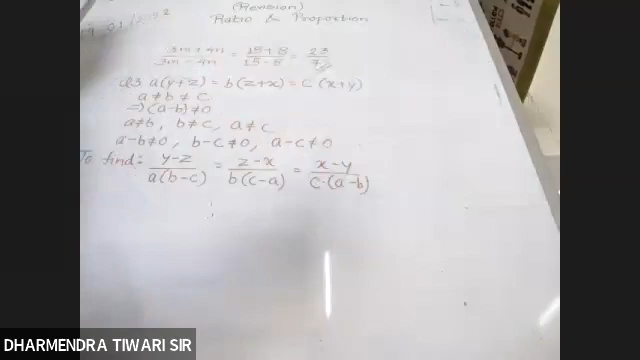 (Revision)
Ratio & Proportion
3m+4n/3m-4n = 15+8/15-8 = 23/7
Q3 a(y+z) = b(z+x) = c(x+y)
a≠b≠c
⇒(a-b)≠0
a≠b, b≠c, a≠c
a-b≠0, b-c≠0, a-c≠0
To find: y-z/a(b-c) = z-x/b(c-a) = x-y/c·(a-b)
DHARMENDRA TIWARI SIR